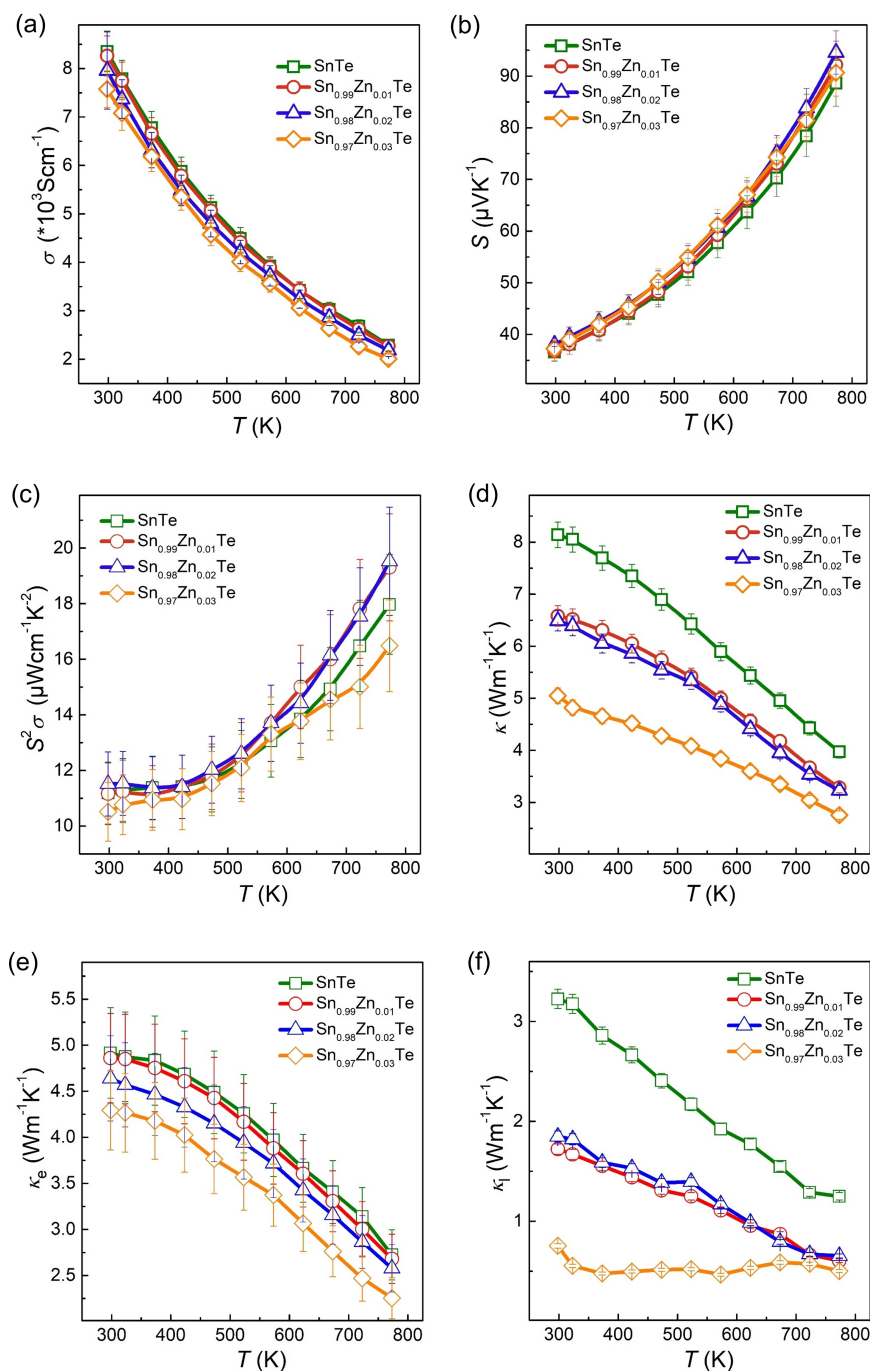 (a)
SnTe
Sn0.99Zn0.01Te
Sn0.98Zn0.02Te
Sn0.97Zn0.03Te
σ (*10³Scm⁻¹)
8
7
6
5
4
3
2
300 400 500 600 700 800
T (K)
(b)
SnTe
Sn0.99Zn0.01Te
Sn0.98Zn0.02Te
Sn0.97Zn0.03Te
S (μVK⁻¹)
90
80
70
60
50
40
300 400 500 600 700 800
T (K)
(c)
SnTe
Sn0.99Zn0.01Te
Sn0.98Zn0.02Te
Sn0.97Zn0.03Te
S²σ (μWcm⁻¹K⁻²)
20
19
18
16
14
13
11
10
300 400 500 600 700 800
T (K)
(d)
SnTe
Sn0.99Zn0.01Te
Sn0.98Zn0.02Te
Sn0.97Zn0.03Te
κ (Wm⁻¹K⁻¹)
8
7
6
5
4
3
300 400 500 600 700 800
T (K)
(e)
SnTe
Sn0.99Zn0.01Te
Sn0.98Zn0.02Te
Sn0.97Zn0.03Te
κe (Wm⁻¹K⁻¹)
5.5
5.0
4.5
4.0
3.5
3.0
2.5
300 400 500 600 700 800
T (K)
(f)
SnTe
Sn0.99Zn0.01Te
Sn0.98Zn0.02Te
Sn0.97Zn0.03Te
κl (Wm⁻¹K⁻¹)
3
2
1
300 400 500 600 700 800
T (K)